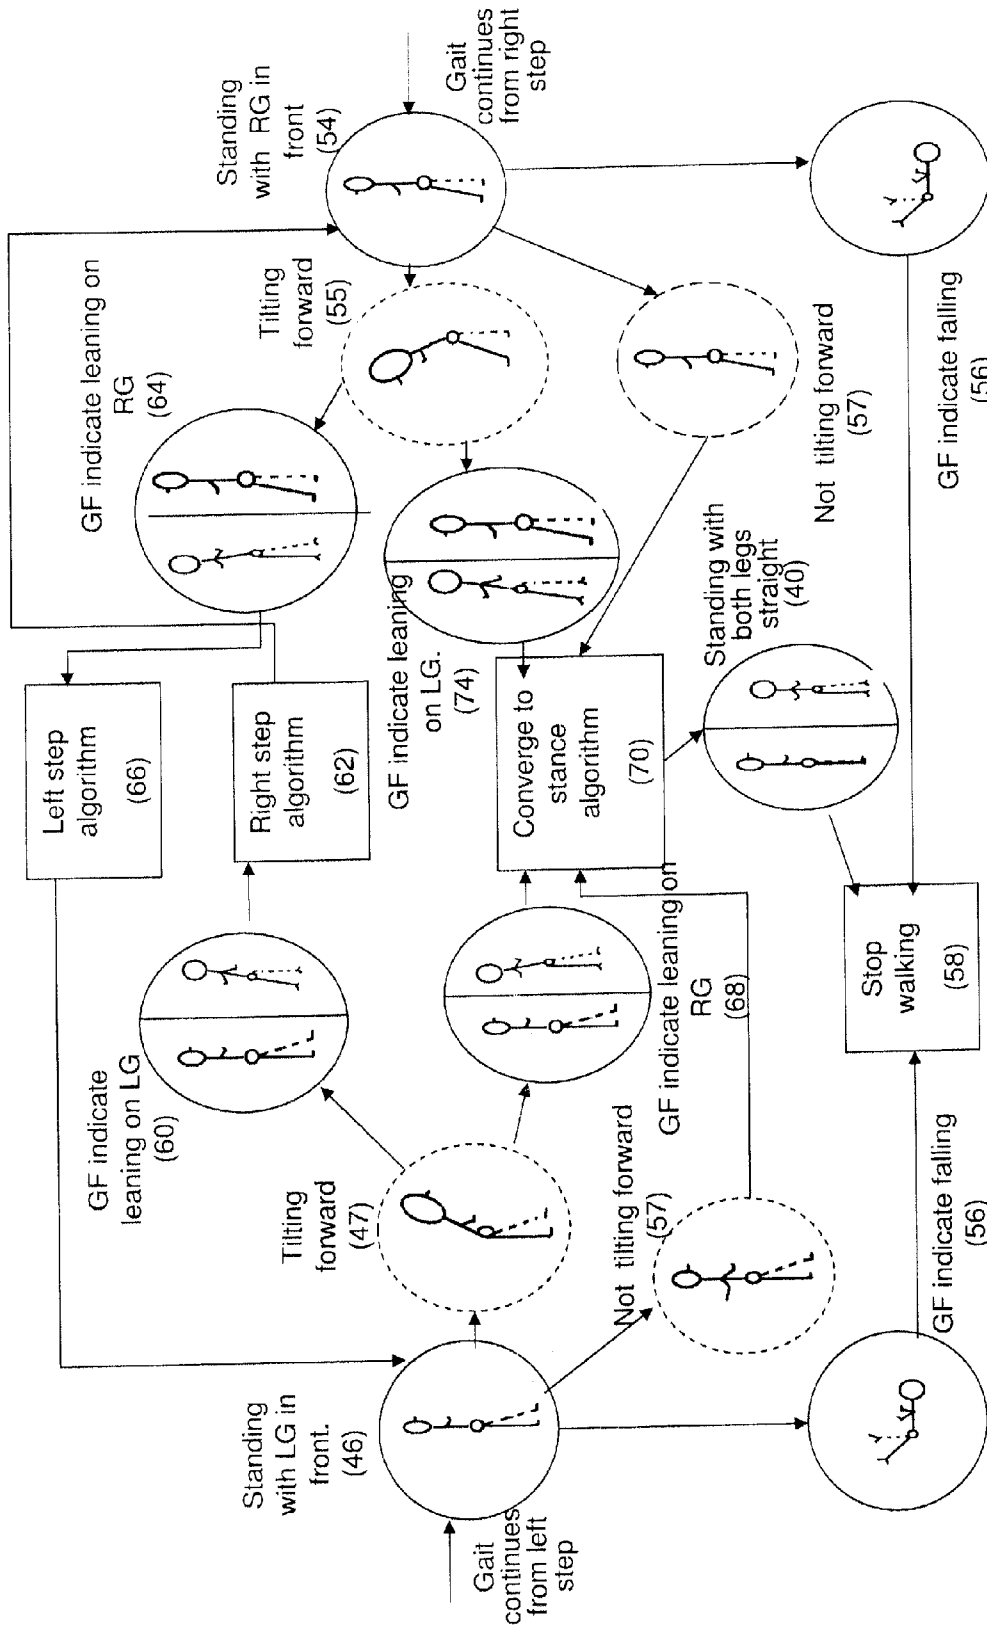 Gait
continues
from left
step
Standing
with LG in
front.
(46)
GF indicate
leaning on LG
(60)
Tilting
forward
(47)
Not tilting forward
(57)
GF indicate falling
(56)
Left step
algorithm
(66)
Right step
algorithm
(62)
GF indicate leaning on
RG
(68)
Converge to
stance
algorithm
(70)
Stop
walking
(58)
GF indicate leaning on
RG
(64)
GF indicate leaning
on LG.
(74)
Standing with
both legs
straight
(40)
Tilting
forward
(55)
Not tilting forward
(57)
GF indicate falling
(56)
Standing
with RG in
front
(54)
Gait
continues
from right
step